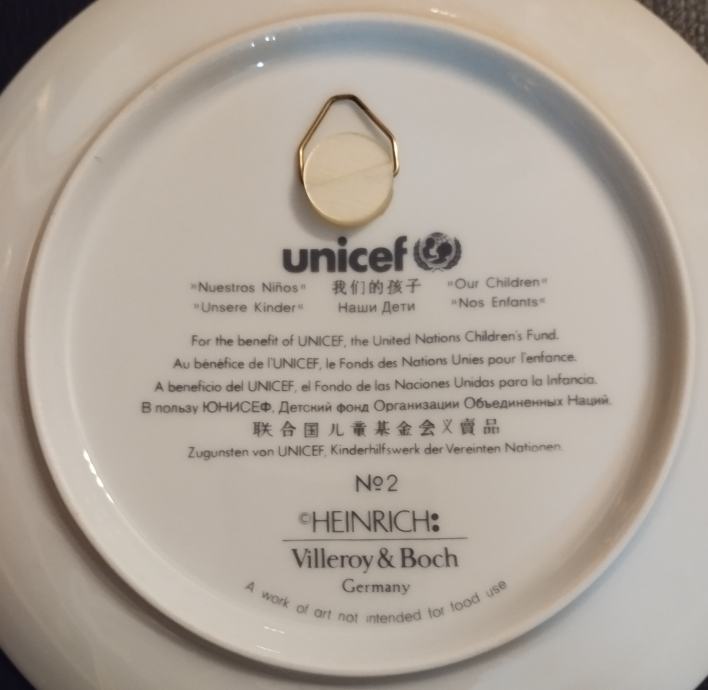 unicef
"Nuestros Niños" 我们的孩子 "Our Children"
"Unsere Kinder" Наши Дети "Nos Enfants"
For the benefit of UNICEF, the United Nations Children's Fund.
Au bénéfice de l'UNICEF, le Fonds des Nations Unies pour l'enfance.
A beneficio del UNICEF, el Fondo de las Naciones Unidas para la Infancia.
В пользу ЮНИСЕФ, Детский фонд Организации Объединенных Наций.
联合国儿童基金会义賣品
Zugunsten von UNICEF, Kinderhilfswerk der Vereinten Nationen.
№ 2
©HEINRICH:
Villeroy & Boch
Germany
A work of art not intended for food use